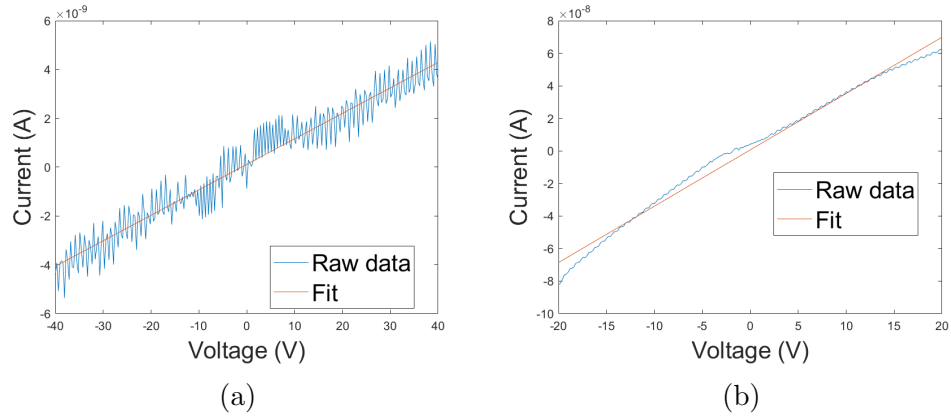 ×10⁻⁹
6
4
2
0
-2
-4
-6
Current (A)
-40 -30 -20 -10 0 10 20 30 40
Voltage (V)
Raw data
Fit
(a)
×10⁻⁸
8
6
4
2
0
-2
-4
-6
-8
-10
Current (A)
-20 -15 -10 -5 0 5 10 15 20
Voltage (V)
Raw data
Fit
(b)